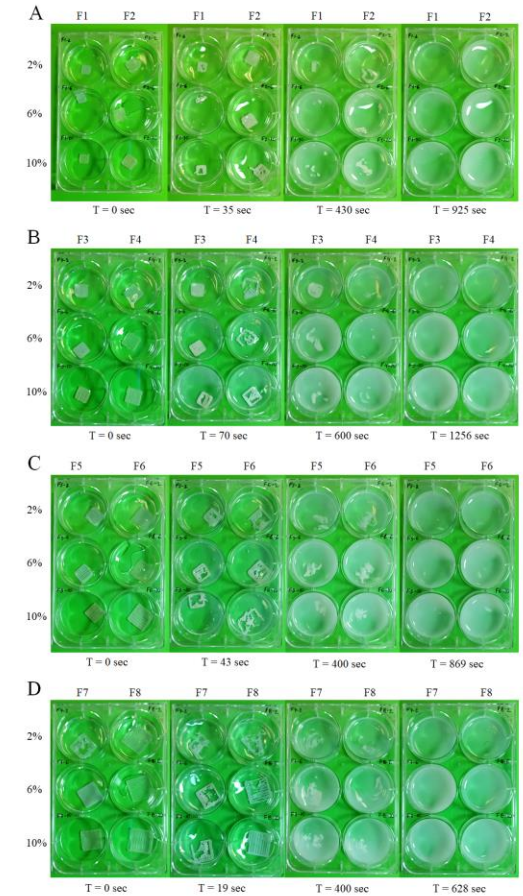 A
F1 F2 F1 F2 F1 F2 F1 F2
2%
6%
10%
T = 0 sec T = 35 sec T = 430 sec T = 925 sec
B
F3 F4 F3 F4 F3 F4 F3 F4
2%
6%
10%
T = 0 sec T = 70 sec T = 600 sec T = 1256 sec
C
F5 F6 F5 F6 F5 F6 F5 F6
2%
6%
10%
T = 0 sec T = 43 sec T = 400 sec T = 869 sec
D
F7 F8 F7 F8 F7 F8 F7 F8
2%
6%
10%
T = 0 sec T = 19 sec T = 400 sec T = 628 sec